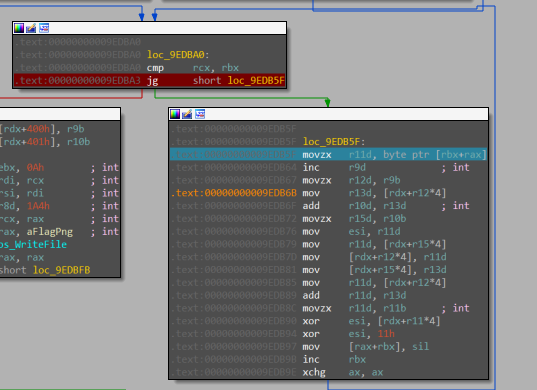 .text:00000000009EDBA0
.text:00000000009EDBA0 loc_9EDBA0:
.text:00000000009EDBA0 cmp rcx, rbx
.text:00000000009EDBA3 jg short loc_9EDB5F
[rdx+400h], r9b
[rdx+401h], r10b
ebx, 0Ah ; int
rdi, rcx ; int
rsi, rdi ; int
r8d, 1A4h ; int
rcx, rax ; int
rax, aFlagPng ; int
os_WriteFile
rax, rax
short loc_9EDBFB
.text:00000000009EDB5F
.text:00000000009EDB5F loc_9EDB5F:
movzx r11d, byte ptr [rbx+rax]
.text:00000000009EDB64 inc r9d ; int
.text:00000000009EDB67 movzx r12d, r9b
.text:00000000009EDB6B mov r13d, [rdx+r12*4]
.text:00000000009EDB6F add r10d, r13d ; int
.text:00000000009EDB72 movzx r15d, r10b
.text:00000000009EDB76 mov esi, r11d
.text:00000000009EDB79 mov r11d, [rdx+r15*4]
.text:00000000009EDB7D mov [rdx+r12*4], r11d
.text:00000000009EDB81 mov [rdx+r15*4], r13d
.text:00000000009EDB85 mov r11d, [rdx+r12*4]
.text:00000000009EDB89 add r11d, r13d
.text:00000000009EDB8C movzx r11d, r11b ; int
.text:00000000009EDB90 xor esi, [rdx+r11*4]
.text:00000000009EDB94 xor esi, 11h
.text:00000000009EDB97 mov [rax+rbx], sil
.text:00000000009EDB9B inc rbx
.text:00000000009EDB9E xchg ax, ax